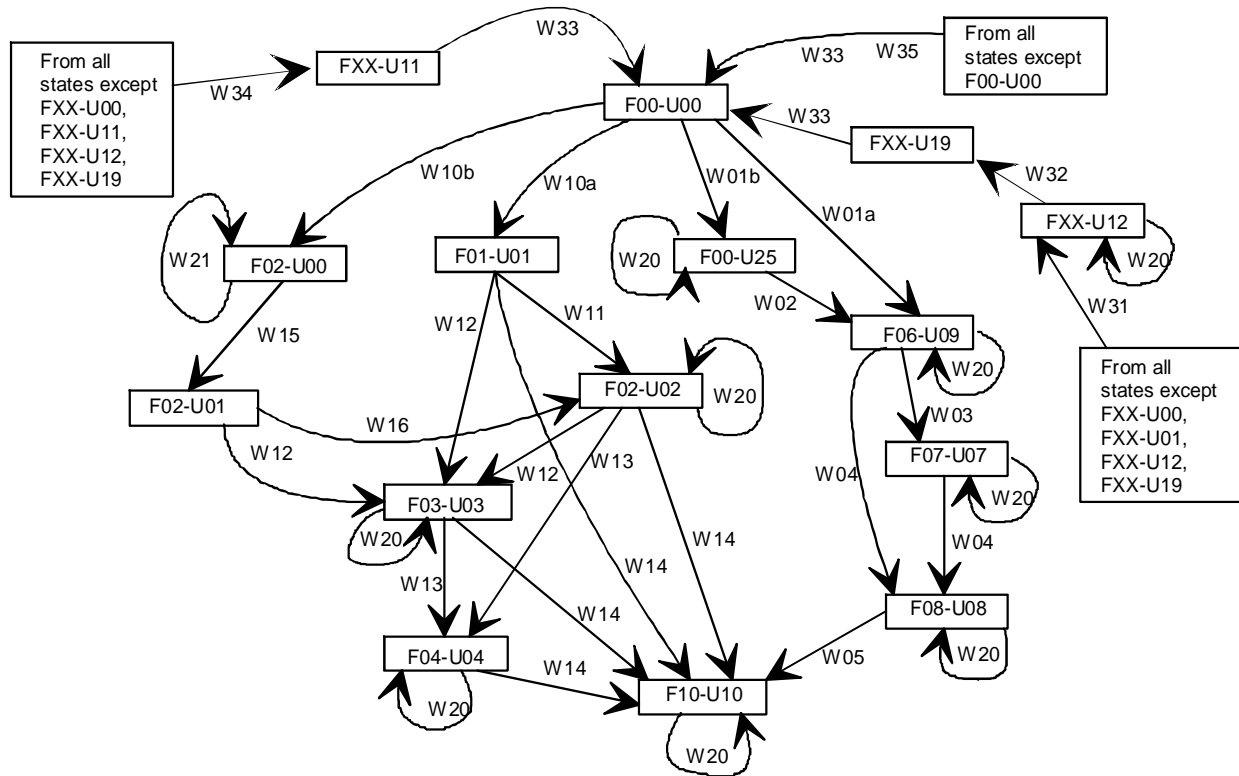 W33
From all
states except
FXX-U00,
FXX-U11,
FXX-U12,
FXX-U19
W34
FXX-U11
W33
W35
From all
states except
F00-U00
F00-U00
W33
FXX-U19
W32
FXX-U12
W20
W10b
W10a
W01b
W01a
W21
F02-U00
F01-U01
W20
F00-U25
W02
W31
W15
W12
W11
F06-U09
W20
From all
states except
FXX-U00,
FXX-U01,
FXX-U12,
FXX-U19
F02-U01
F02-U02
W20
W16
W03
W12
W12
W13
W04
F07-U07
W20
F03-U03
W20
W14
W04
W13
W14
W14
F08-U08
W20
F04-U04
W20
W14
W05
F10-U10
W20